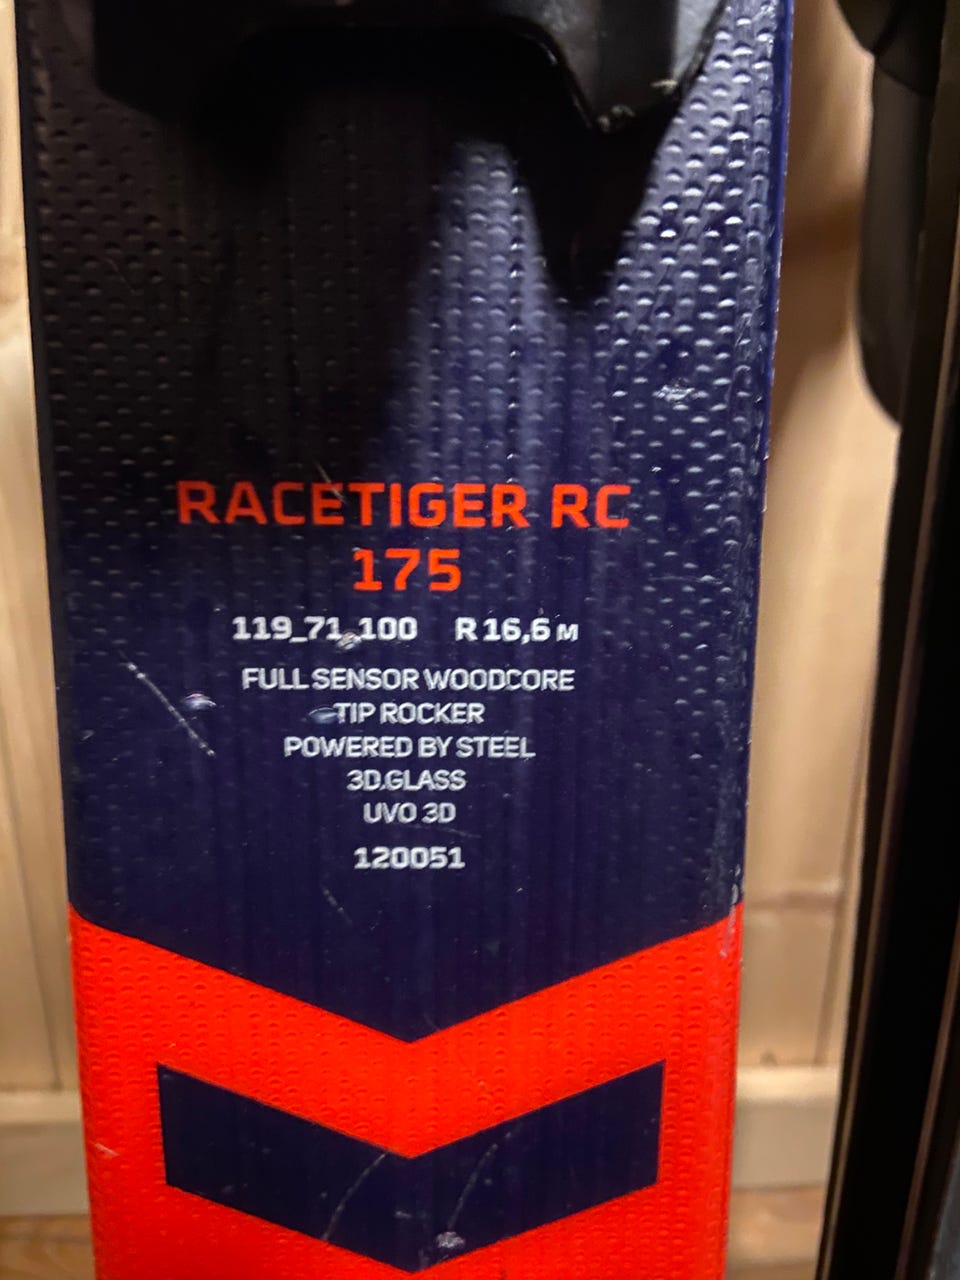 RACETIGER RC
175
119_71_100 R 16,6 M
FULL SENSOR WOODCORE
TIP ROCKER
POWERED BY STEEL
3D.GLASS
UVO 3D
120051